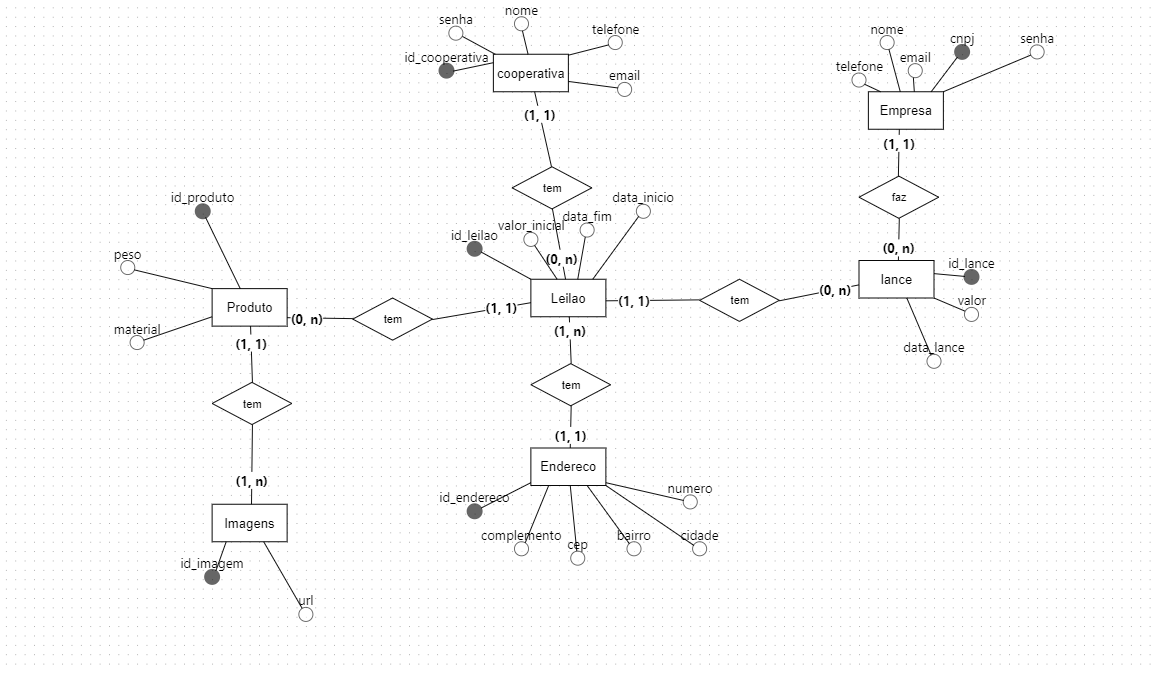 nome
senha
telefone
id_cooperativa
cooperativa
email
(1, 1)
tem
nome
cnpj
senha
email
telefone
Empresa
(1, 1)
faz
(0, n)
id_produto
peso
material
Produto
(0, n)
tem
(1, 1)
data_inicio
data_fim
valor_inicial
id_leilao
(0, n)
Leilao
(1, 1)
tem
(0, n)
lance
id_lance
valor
data_lance
(1, 1)
tem
(1, n)
Imagens
id_imagem
url
(1, n)
tem
(1, 1)
Endereco
id_endereco
numero
complemento
cep
bairro
cidade